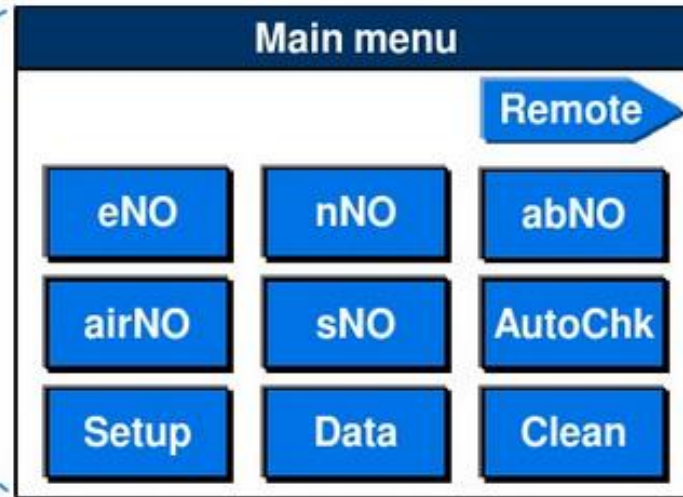 Main menu
Remote
eNO nNO abNO
airNO sNO AutoChk
Setup Data Clean